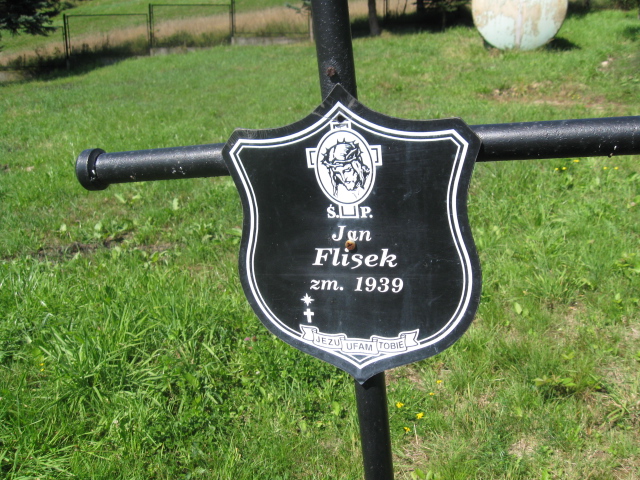 Ś. P.
Jan
Flisek
zm. 1939
JEZU UFAM TOBIE